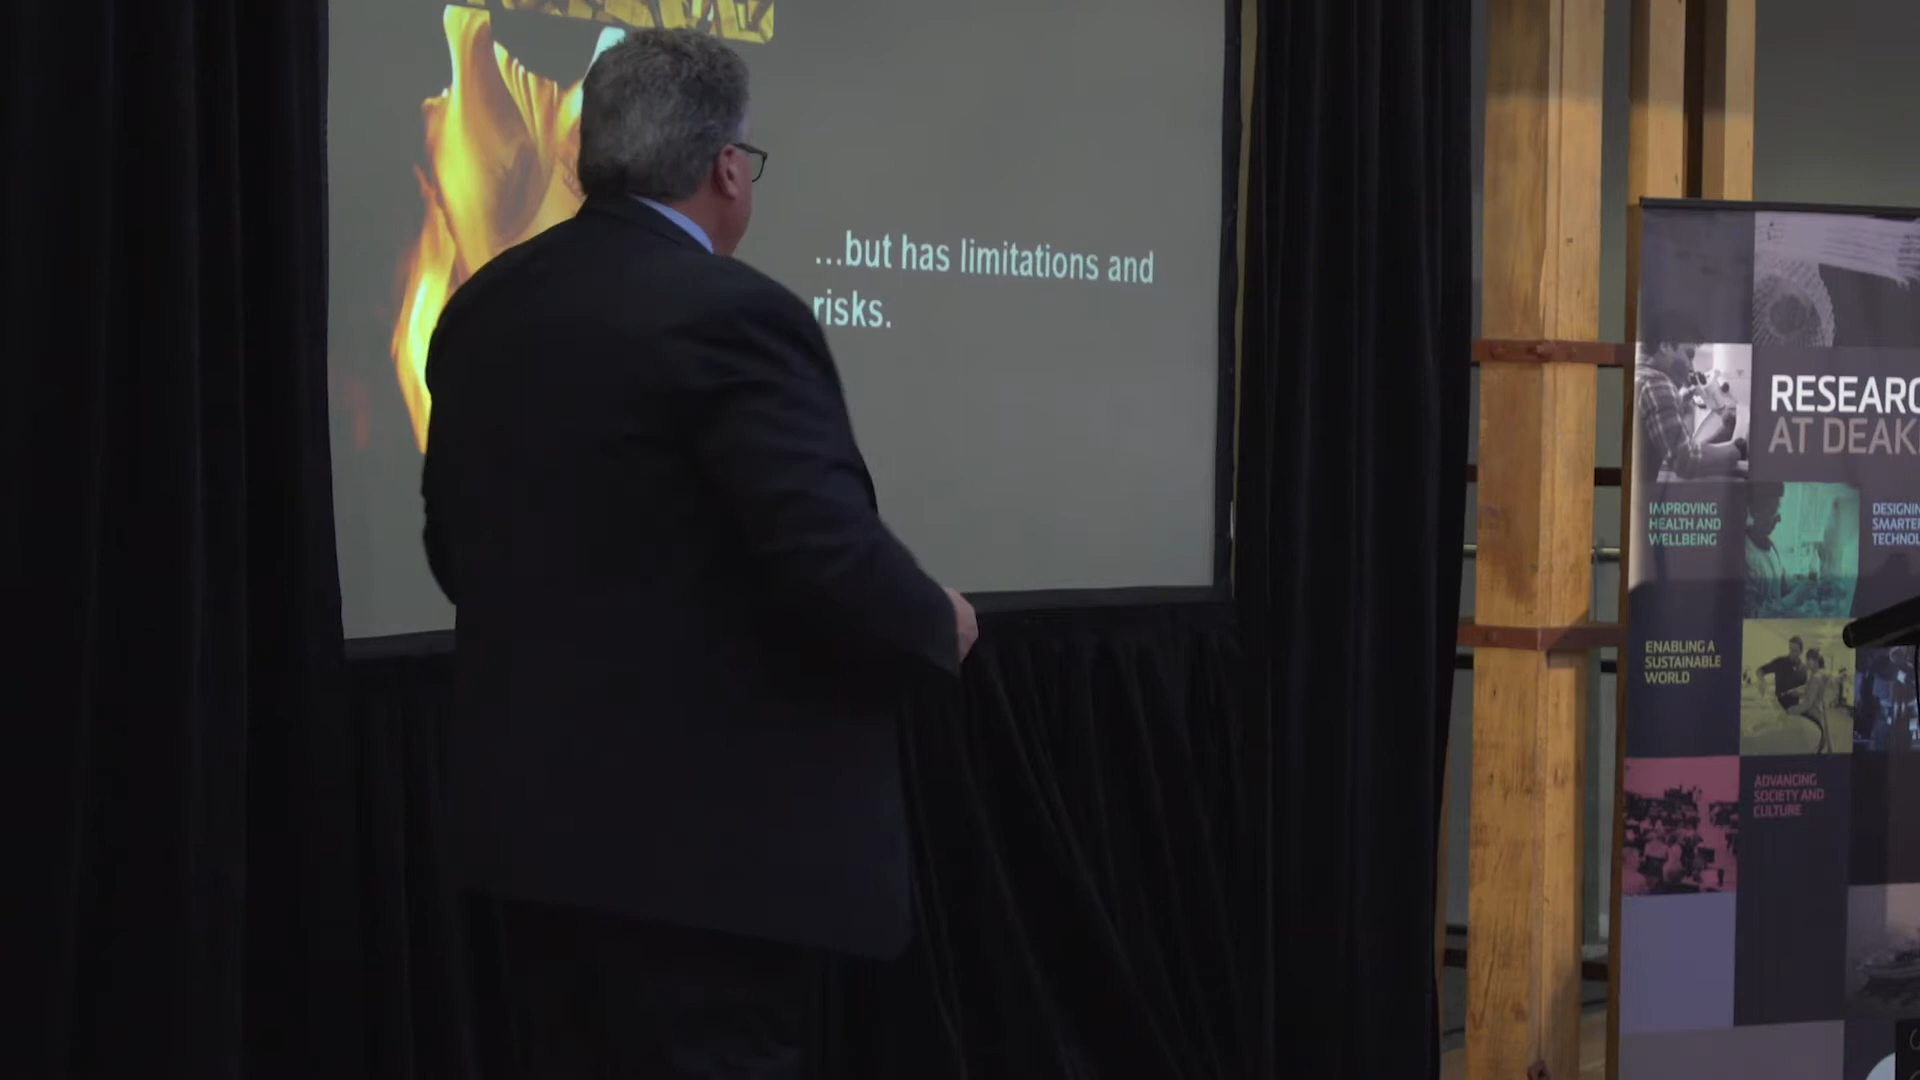 ...but has limitations and
risks.
RESEARC
AT DEAK
IMPROVING
HEALTH AND
WELLBEING
DESIGNIN
SMARTE
TECHNOL
ENABLING A
SUSTAINABLE
WORLD
ADVANCING
SOCIETY AND
CULTURE